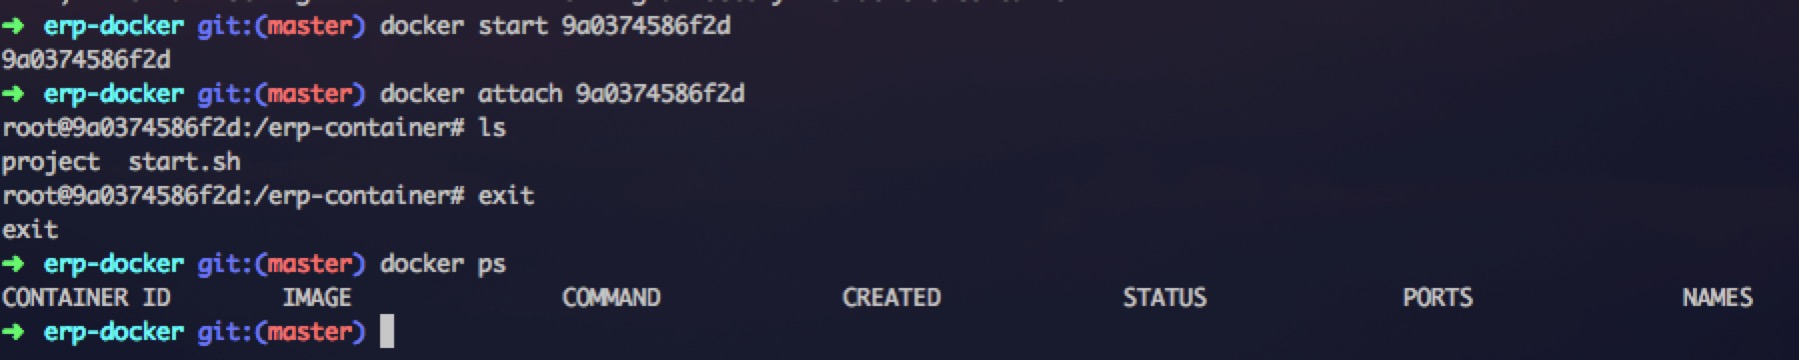 ➜ erp-docker git:(master) docker start 9a0374586f2d
9a0374586f2d
➜ erp-docker git:(master) docker attach 9a0374586f2d
root@9a0374586f2d:/erp-container# ls
project start.sh
root@9a0374586f2d:/erp-container# exit
exit
➜ erp-docker git:(master) docker ps
CONTAINER ID IMAGE COMMAND CREATED STATUS PORTS NAMES
➜ erp-docker git:(master)